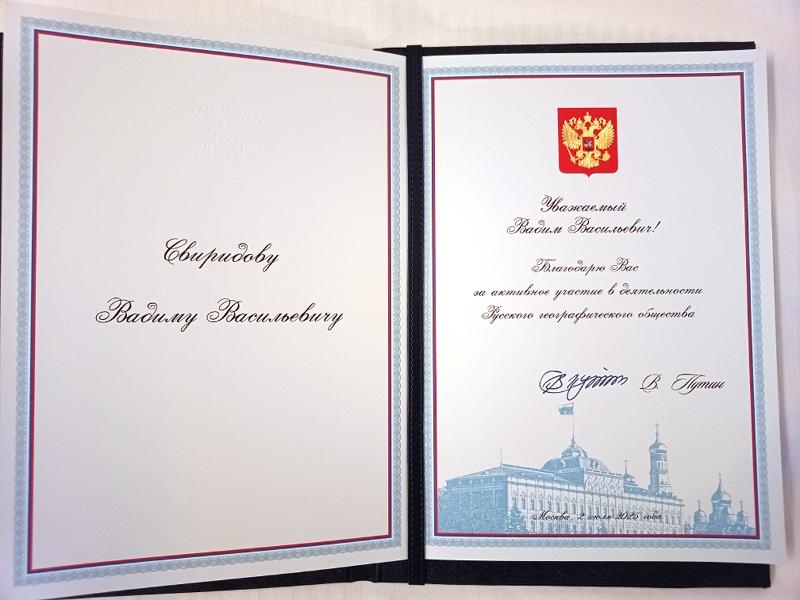 Свиридову
Вадиму Васильевичу
Уважаемый
Вадим Васильевич!
Благодарю Вас
за активное участие в деятельности
Русского географического общества
В. Путин
Москва, 2 июля 2025 года